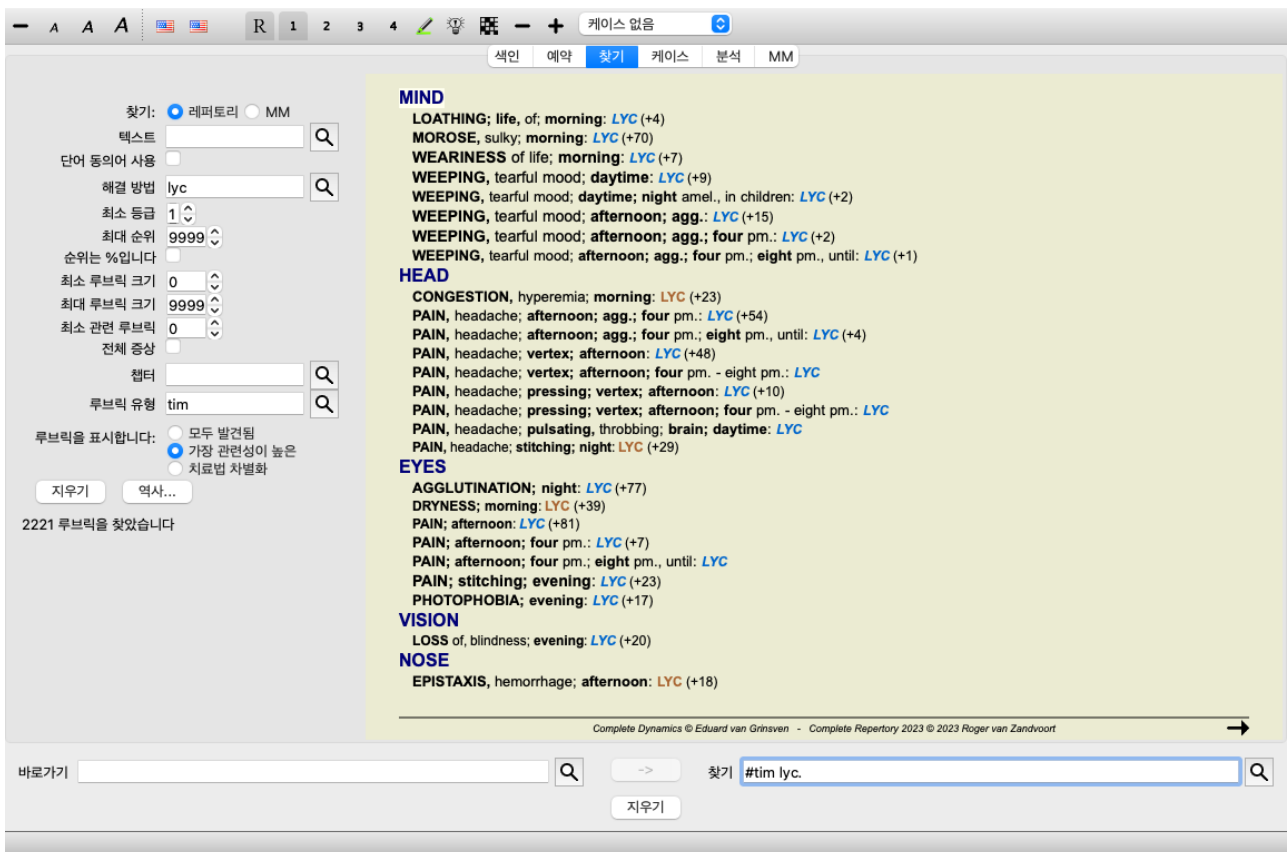 A A A R 1 2 3 4 케이스 없음
색인 예약 찾기 케이스 분석 MM
찾기: 레퍼토리 MM
텍스트
단어 동의어 사용
해결 방법 lyc
최소 등급 1
최대 순위 9999
순위는 %입니다
최소 루브릭 크기 0
최대 루브릭 크기 9999
최소 관련 루브릭 0
전체 증상
챕터
루브릭 유형 tim
루브릭을 표시합니다: 모두 발견됨
가장 관련성이 높은
치료법 차별화
지우기 역사...
2221 루브릭을 찾았습니다
MIND
LOATHING; life, of; morning: LYC (+4)
MOROSE, sulky; morning: LYC (+70)
WEARINESS of life; morning: LYC (+7)
WEEPING, tearful mood; daytime: LYC (+9)
WEEPING, tearful mood; daytime; night amel., in children: LYC (+2)
WEEPING, tearful mood; afternoon; agg.: LYC (+15)
WEEPING, tearful mood; afternoon; agg.; four pm.: LYC (+2)
WEEPING, tearful mood; afternoon; agg.; four pm.; eight pm., until: LYC (+1)
HEAD
CONGESTION, hyperemia; morning: LYC (+23)
PAIN, headache; afternoon; agg.; four pm.: LYC (+54)
PAIN, headache; afternoon; agg.; four pm.; eight pm., until: LYC (+4)
PAIN, headache; vertex; afternoon: LYC (+48)
PAIN, headache; vertex; afternoon; four pm. - eight pm.: LYC
PAIN, headache; pressing; vertex; afternoon: LYC (+10)
PAIN, headache; pressing; vertex; afternoon; four pm. - eight pm.: LYC
PAIN, headache; pulsating, throbbing; brain; daytime: LYC
PAIN, headache; stitching; night: LYC (+29)
EYES
AGGLUTINATION; night: LYC (+77)
DRYNESS; morning: LYC (+39)
PAIN; afternoon: LYC (+81)
PAIN; afternoon; four pm.: LYC (+7)
PAIN; afternoon; four pm.; eight pm., until: LYC
PAIN; stitching; evening: LYC (+23)
PHOTOPHOBIA; evening: LYC (+17)
VISION
LOSS of, blindness; evening: LYC (+20)
NOSE
EPISTAXIS, hemorrhage; afternoon: LYC (+18)
Complete Dynamics © Eduard van Grinsven - Complete Repertory 2023 © 2023 Roger van Zandvoort
바로가기 -> 찾기 #tim lyc.
지우기